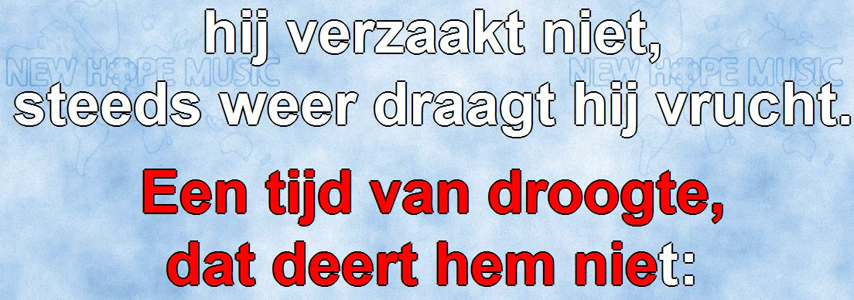 hij verzaakt niet,
NEW HOPE MUSIC NEW HOPE MUSIC
steeds weer draagt hij vrucht.
Een tijd van droogte,
dat deert hem niet: